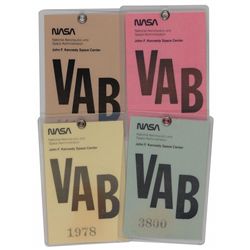 NASA
National Aeronautics and
Space Administration
John F. Kennedy Space Center
VAB
NASA
National Aeronautics and
Space Administration
John F. Kennedy Space Center
VAB
NASA
National Aeronautics and
Space Administration
John F. Kennedy Space Center
VAB
1978
NASA
National Aeronautics and
Space Administration
John F. Kennedy Space Center
VAB
3800